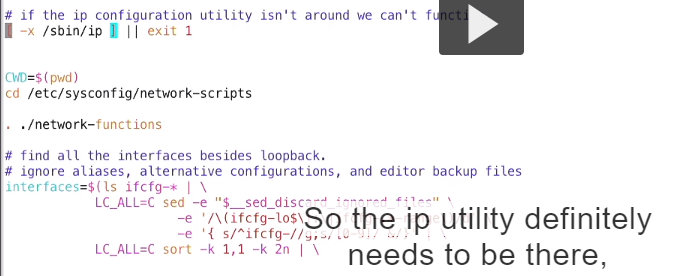 # if the ip configuration utility isn't around we can't functi
[ -x /sbin/ip ] || exit 1
CWD=$(pwd)
cd /etc/sysconfig/network-scripts
. ./network-functions
# find all the interfaces besides loopback.
# ignore aliases, alternative configurations, and editor backup files
interfaces=$(ls ifcfg-* | \
LC_ALL=C sed -e "$__sed_discard_ignored_files" \
-e '/\(ifcfg-lo$\
-e '{ s/^ifcfg-//g;s/[0-9]/
LC_ALL=C sort -k 1,1 -k 2n | \
So the ip utility definitely
needs to be there,